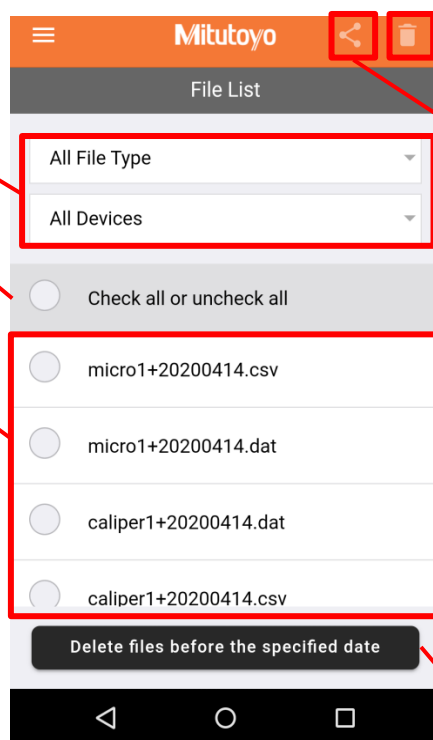 Mitutoyo
File List
All File Type
All Devices
Check all or uncheck all
micro1+20200414.csv
micro1+20200414.dat
caliper1+20200414.dat
caliper1+20200414.csv
Delete files before the specified date